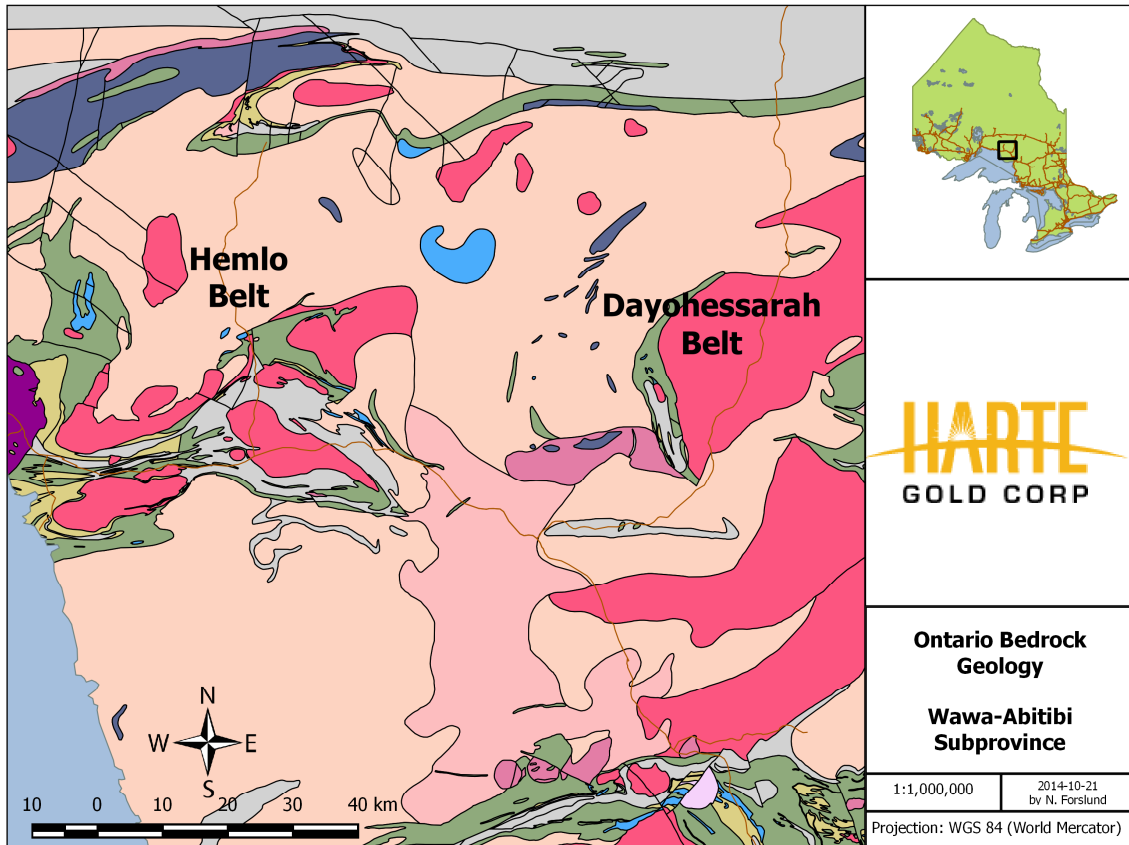 Hemlo
Belt
Dayohessarah
Belt
N
W E
S
10 0 10 20 30 40 km
HARTE
GOLD CORP
Ontario Bedrock
Geology
Wawa-Abitibi
Subprovince
1:1,000,000
2014-10-21
by N. Forslund
Projection: WGS 84 (World Mercator)